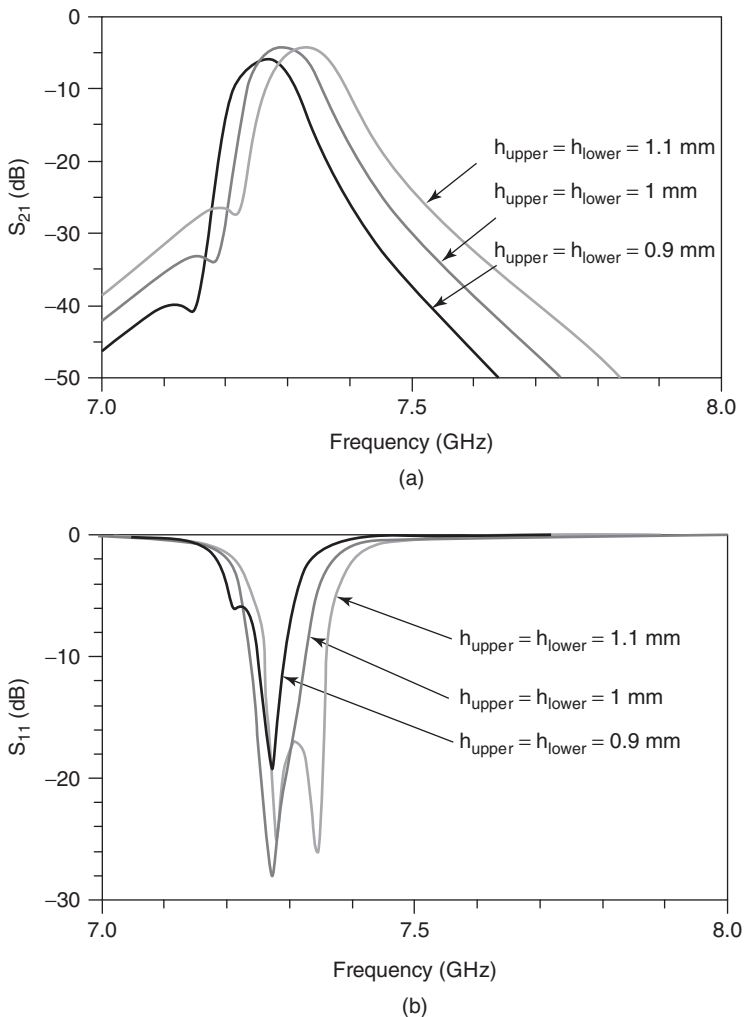 0
−10
−20
−30
−40
−50
S21 (dB)
hupper = hlower = 1.1 mm
hupper = hlower = 1 mm
hupper = hlower = 0.9 mm
7.0 7.5 8.0
Frequency (GHz)
(a)
0
−10
−20
−30
S11 (dB)
hupper = hlower = 1.1 mm
hupper = hlower = 1 mm
hupper = hlower = 0.9 mm
7.0 7.5 8.0
Frequency (GHz)
(b)